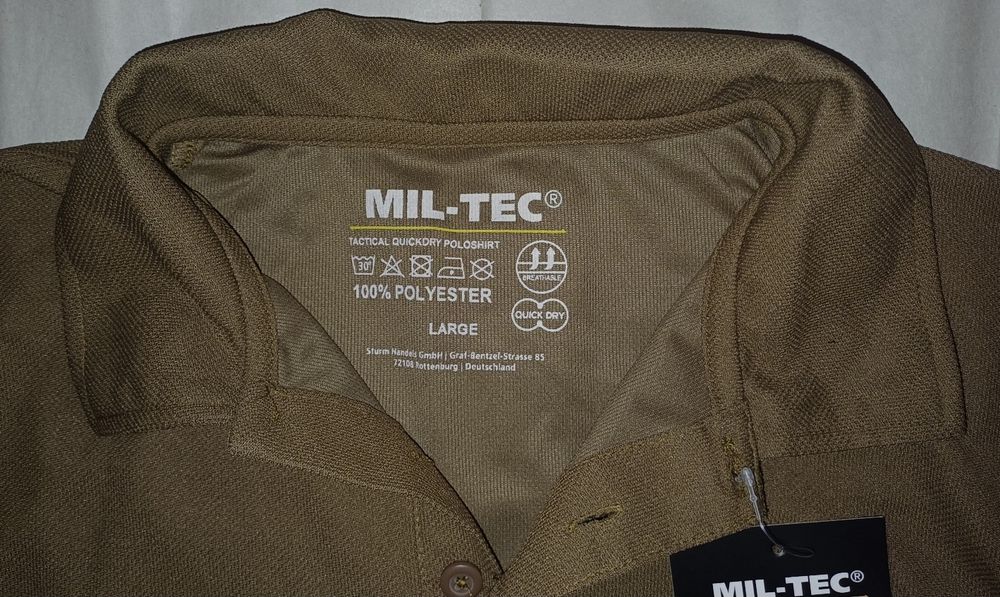 MIL-TEC®
TACTICAL QUICKDRY POLOSHIRT
30°
BREATHABLE
100% POLYESTER
QUICK DRY
LARGE
Sturm Handels GmbH | Graf-Bentzel-Strasse 85
72108 Rottenburg | Deutschland
MIL-TEC®